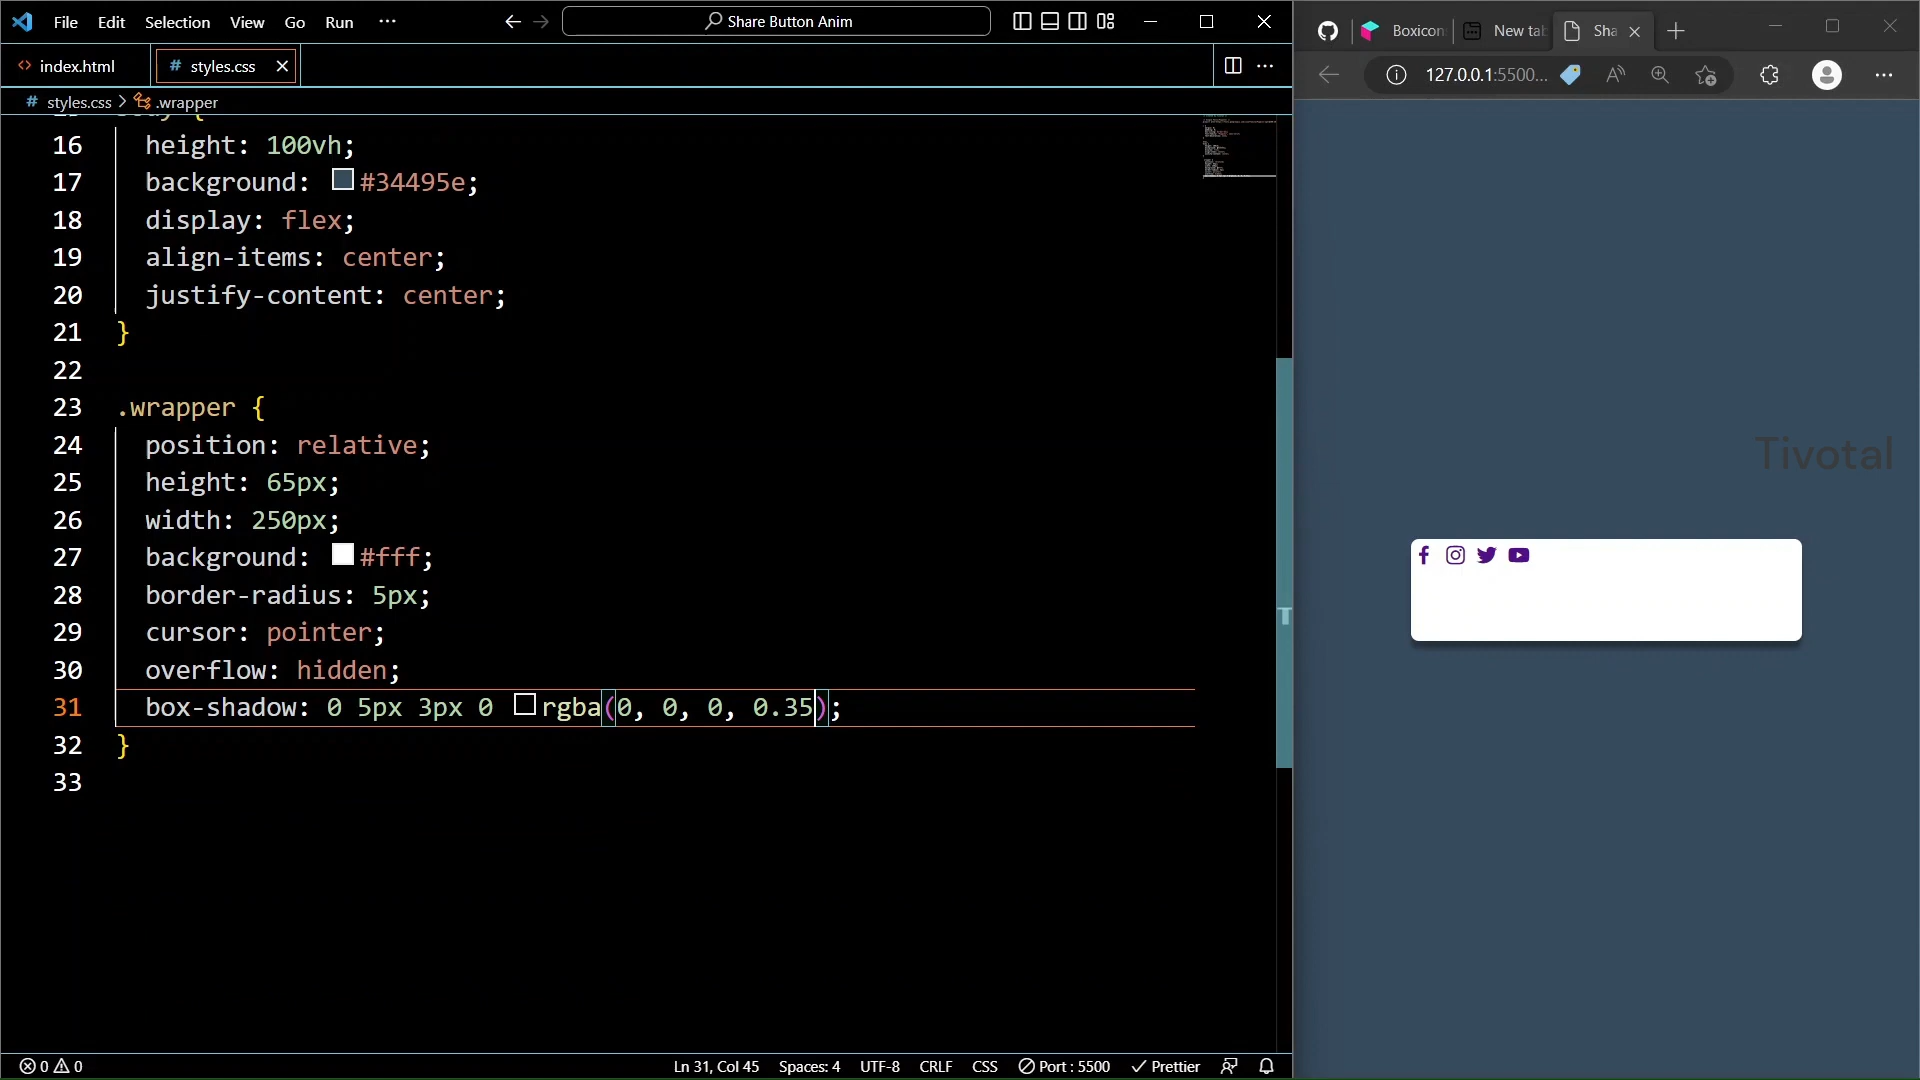 File Edit Selection View Go Run ··· Share Button Anim
index.html # styles.css
# styles.css > .wrapper
16 height: 100vh;
17 background: #34495e;
18 display: flex;
19 align-items: center;
20 justify-content: center;
21 }
22
23 .wrapper {
24 position: relative;
25 height: 65px;
26 width: 250px;
27 background: #fff;
28 border-radius: 5px;
29 cursor: pointer;
30 overflow: hidden;
31 box-shadow: 0 5px 3px 0 rgba(0, 0, 0, 0.35);
32 }
33
0 0 Ln 31, Col 45 Spaces: 4 UTF-8 CRLF CSS Port : 5500 Prettier
Boxicon New tab Sha
127.0.0.1:5500...
Tivotal